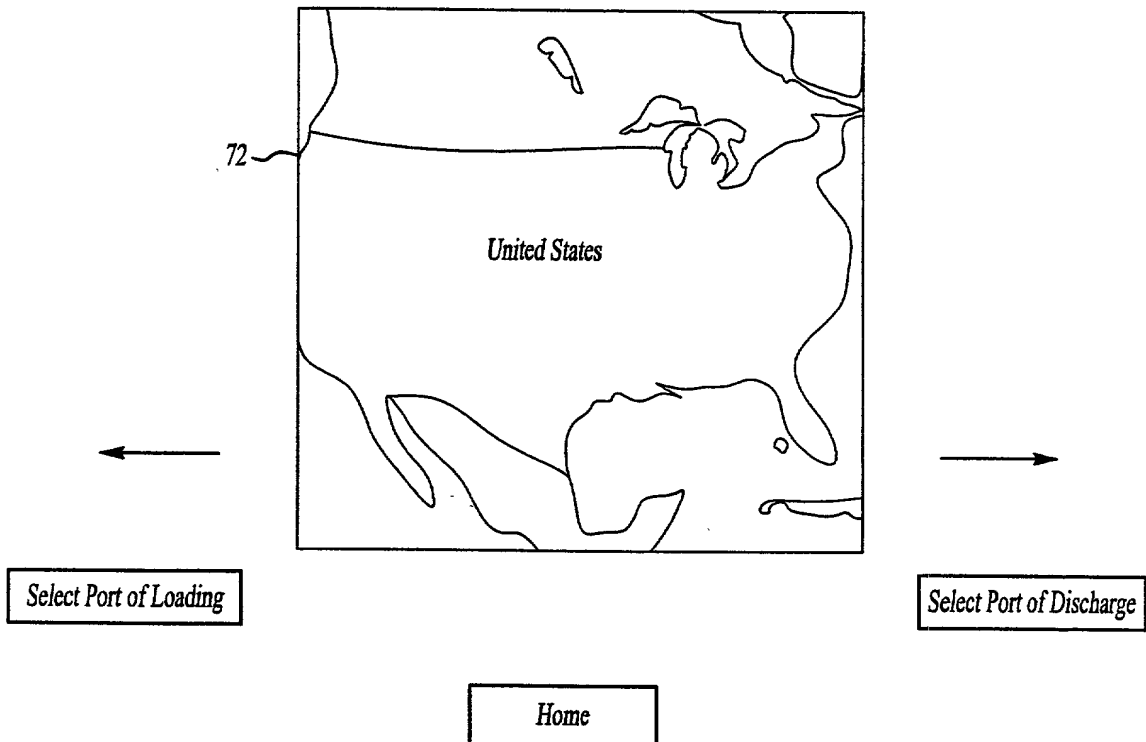 72
United States
Select Port of Loading
Select Port of Discharge
Home